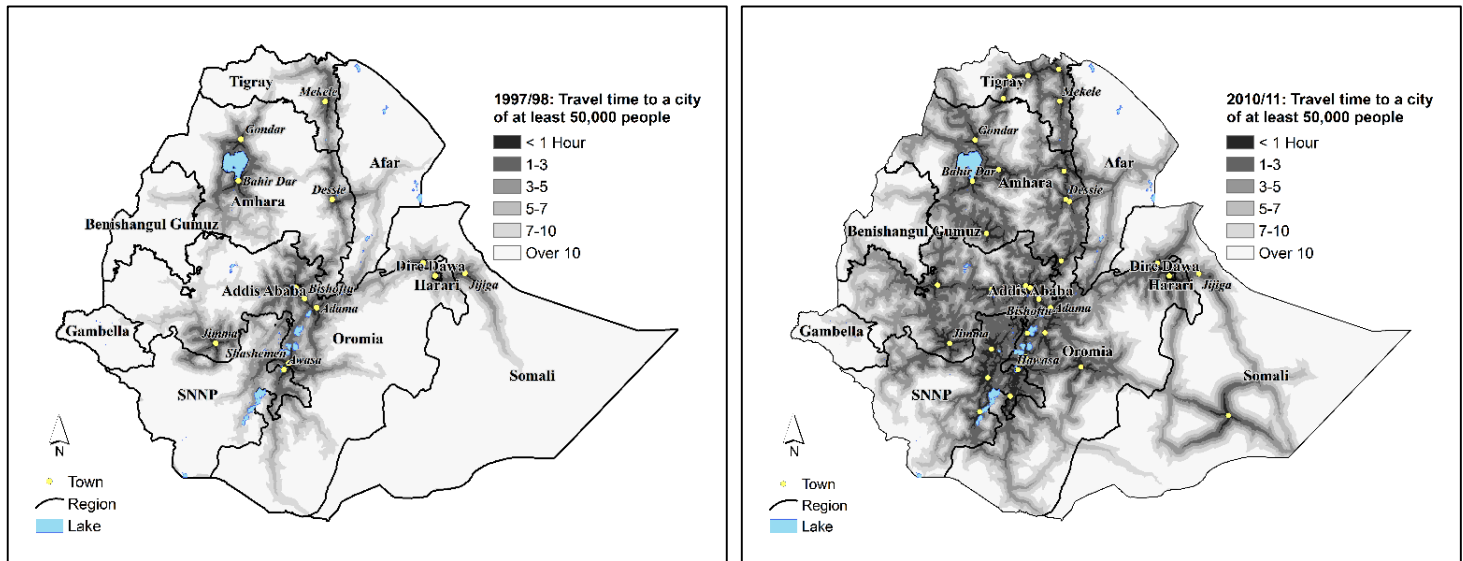 Tigray
Mekele
1997/98: Travel time to a city
of at least 50,000 people
Gondar
< 1 Hour
1-3
Afar
3-5
Bahir Dar
Dessie
5-7
Amhara
7-10
Benishangul Gumuz
Over 10
Dire Dawa
Addis Ababa
Bishoftu
Harari
Jijiga
Adama
Gambella
Jimma
Oromia
Shashemen
Awasa
Somali
SNNP
N
Town
Region
Lake
Tigray
Mekele
2010/11: Travel time to a city
of at least 50,000 people
Gondar
< 1 Hour
1-3
Afar
3-5
Bahir Dar
Amhara
Dessie
5-7
7-10
Benishangul Gumuz
Over 10
Dire Dawa
Addis Ababa
Harari
Jijiga
Bishoftu
Adama
Gambella
Jimma
Oromia
Hawasa
Somali
SNNP
N
Town
Region
Lake